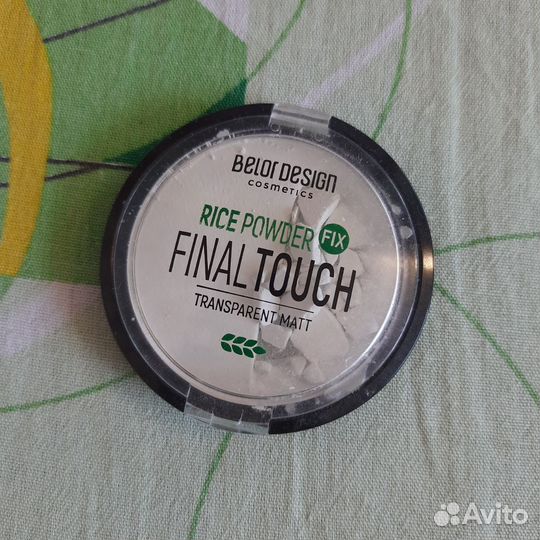 BELOR DESIGN
cosmetics
RICE POWDER FIX
FINAL TOUCH
TRANSPARENT MATT
Avito